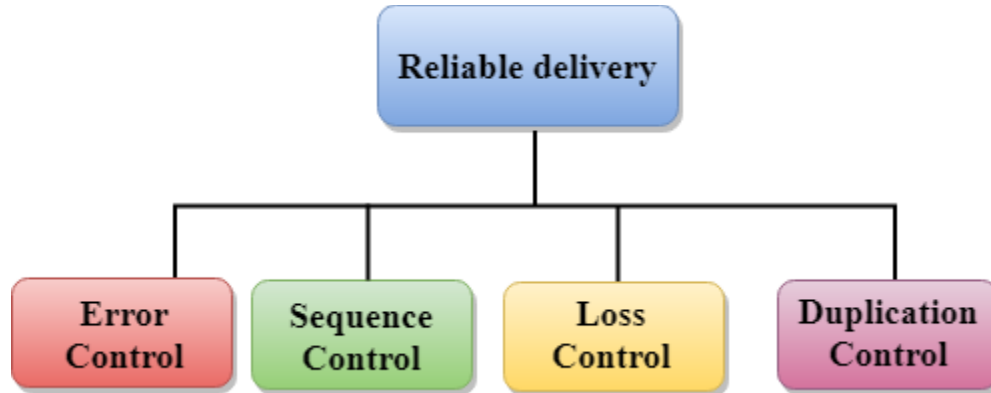 Reliable delivery
Error
Control
Sequence
Control
Loss
Control
Duplication
Control